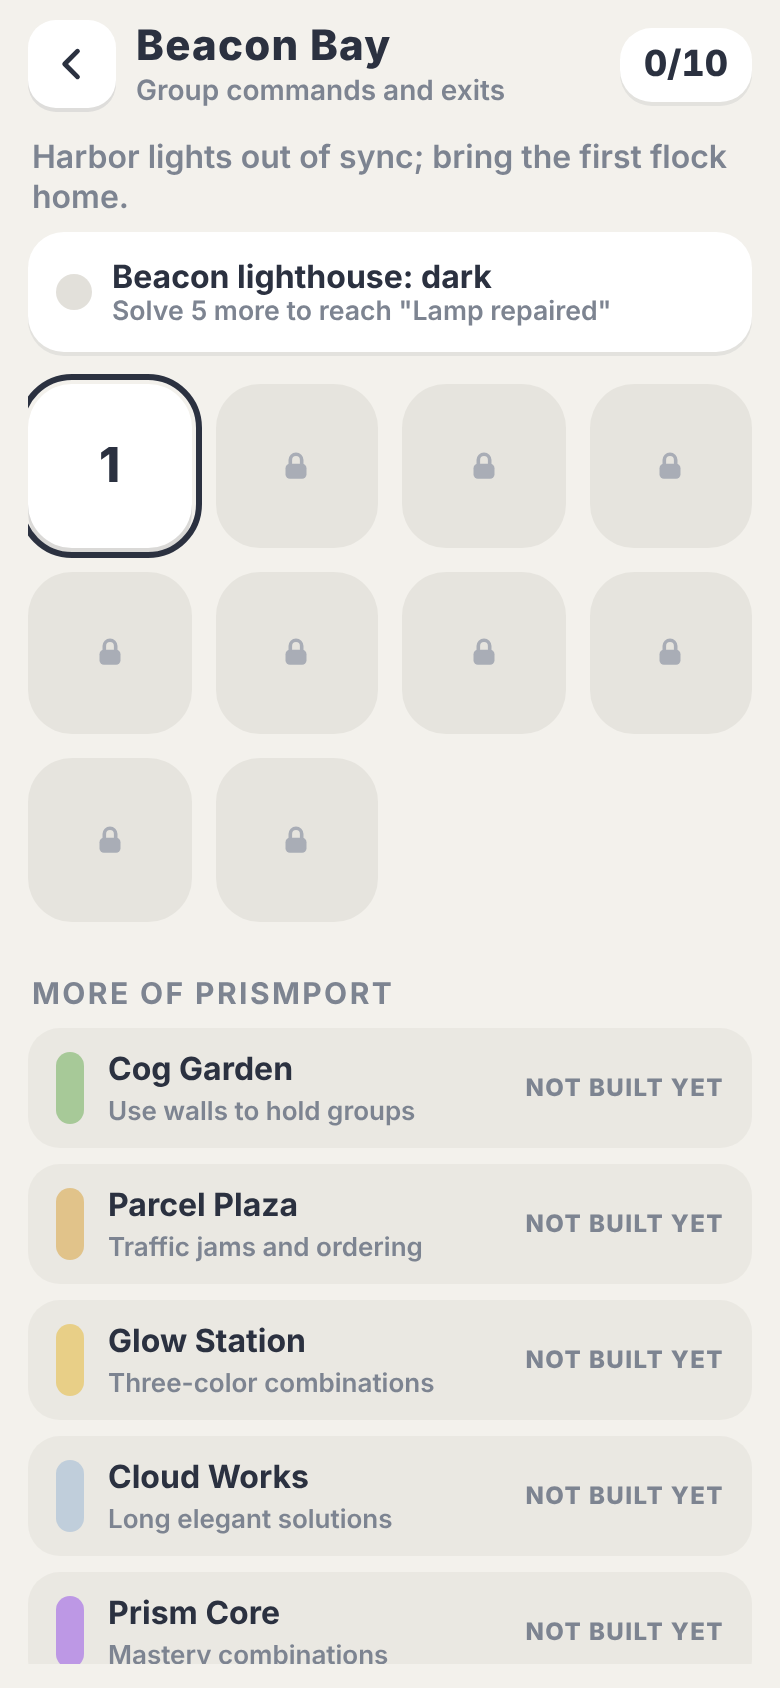 Beacon Bay
Group commands and exits
0/10
Harbor lights out of sync; bring the first flock
home.
Beacon lighthouse: dark
Solve 5 more to reach "Lamp repaired"
1
MORE OF PRISMPORT
Cog Garden
Use walls to hold groups
NOT BUILT YET
Parcel Plaza
Traffic jams and ordering
NOT BUILT YET
Glow Station
Three-color combinations
NOT BUILT YET
Cloud Works
Long elegant solutions
NOT BUILT YET
Prism Core
Mastery combinations
NOT BUILT YET